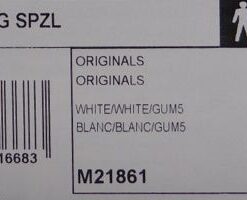 G SPZL
ORIGINALS
ORIGINALS
WHITE/WHITE/GUM5
BLANC/BLANC/GUM5
16683
M21861